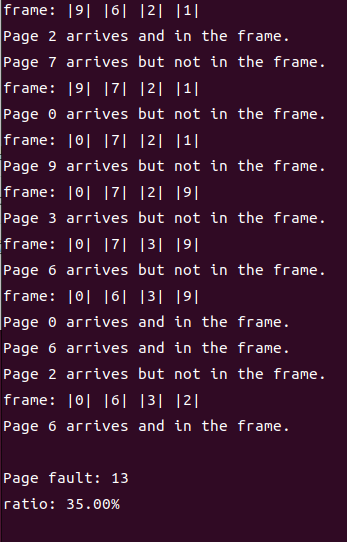 frame: |9| |6| |2| |1|
Page 2 arrives and in the frame.
Page 7 arrives but not in the frame.
frame: |9| |7| |2| |1|
Page 0 arrives but not in the frame.
frame: |0| |7| |2| |1|
Page 9 arrives but not in the frame.
frame: |0| |7| |2| |9|
Page 3 arrives but not in the frame.
frame: |0| |7| |3| |9|
Page 6 arrives but not in the frame.
frame: |0| |6| |3| |9|
Page 0 arrives and in the frame.
Page 6 arrives and in the frame.
Page 2 arrives but not in the frame.
frame: |0| |6| |3| |2|
Page 6 arrives and in the frame.
Page fault: 13
ratio: 35.00%